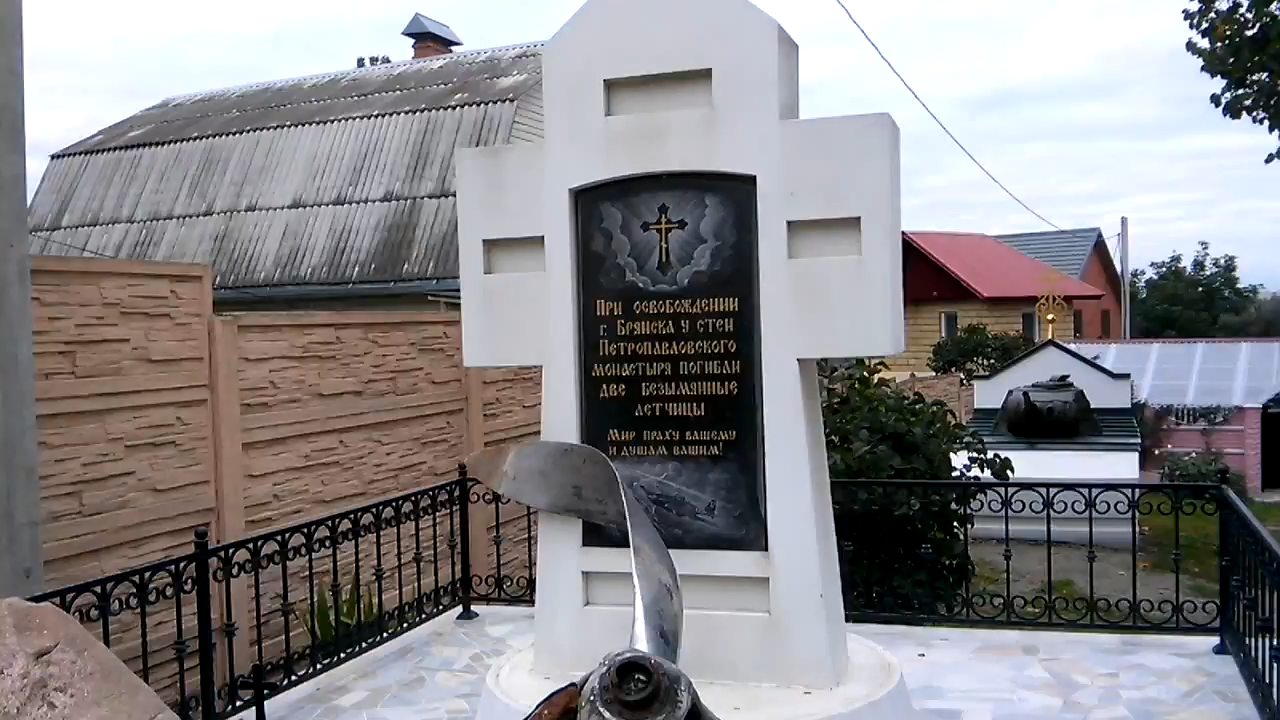 При освобождении
г. Брянска у стен
Петропавловского
монастыря погибли
две безымянные
летчицы
Мир праху вашему
и душам вашим!